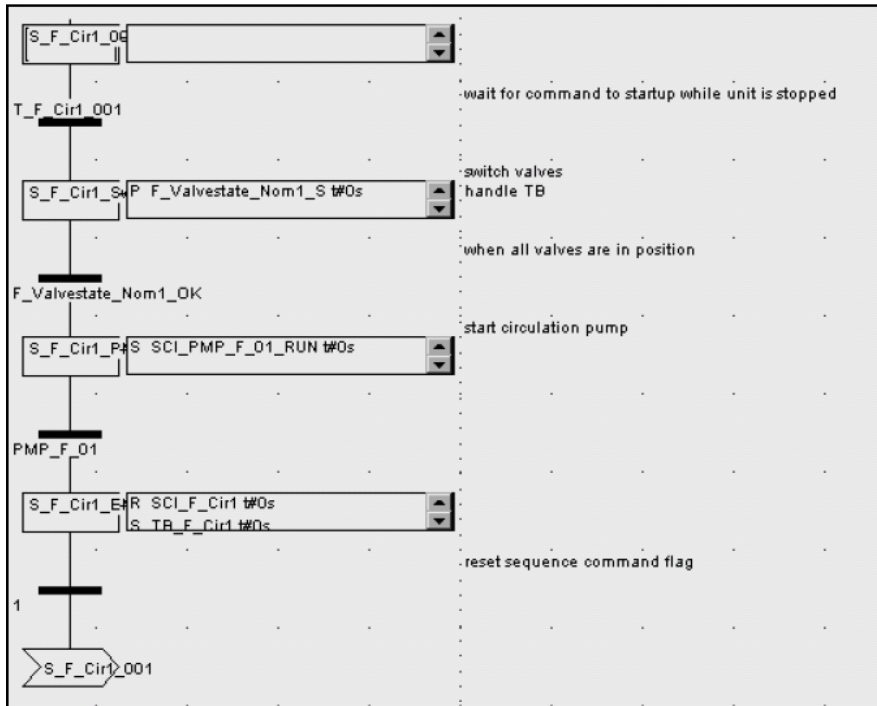 S_F_Cir1_00
wait for command to startup while unit is stopped
T_F_Cir1_001
switch valves
S_F_Cir1_S P F_Valvestate_Nom1_S t#0s
handle TB
when all valves are in position
F_Valvestate_Nom1_OK
start circulation pump
S_F_Cir1_P S SCI_PMP_F_01_RUN t#0s
PMP_F_01
S_F_Cir1_E R SCI_F_Cir1 t#0s
S TB_F_Cir1 t#0s
reset sequence command flag
1
S_F_Cir1_001